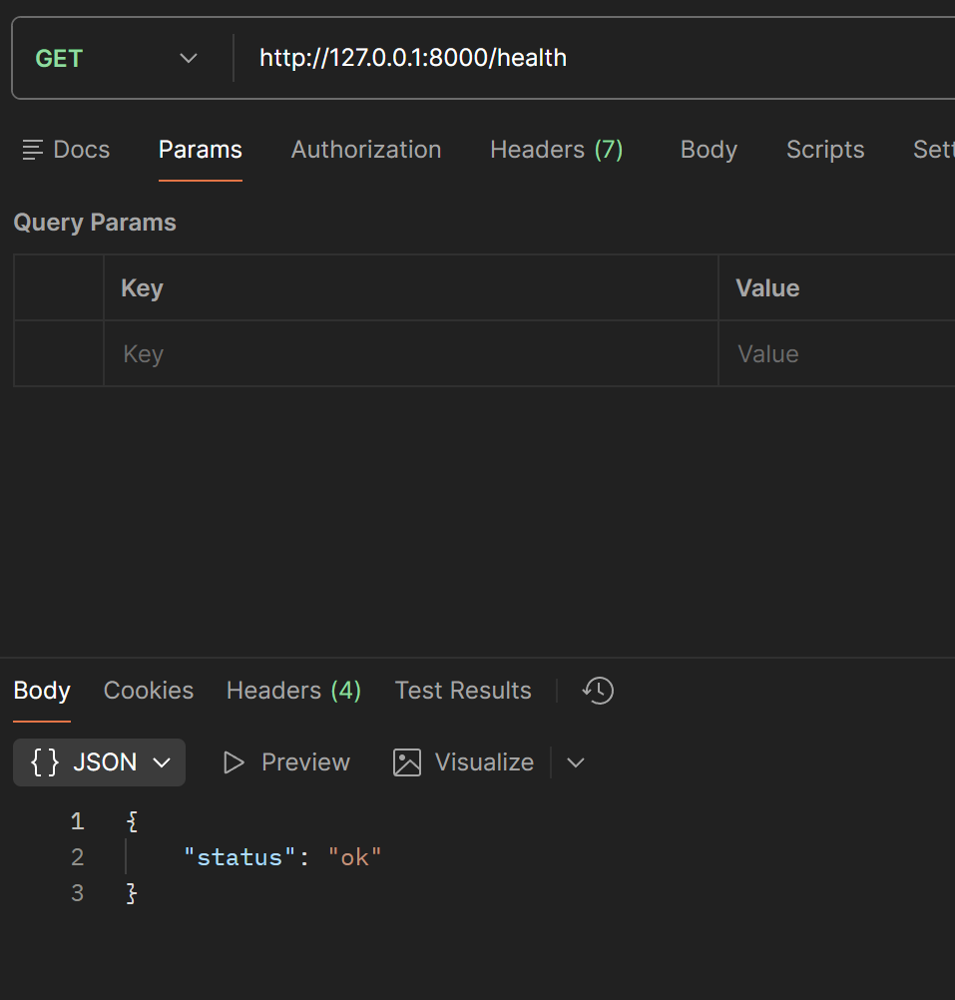 GET http://127.0.0.1:8000/health
Docs Params Authorization Headers (7) Body Scripts Sett
Query Params
Key Value
Key Value
Body Cookies Headers (4) Test Results
{} JSON Preview Visualize
1 {
2 "status": "ok"
3 }